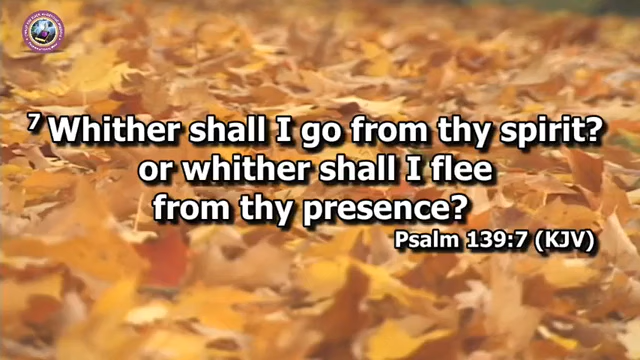 7 Whither shall I go from thy spirit?
or whither shall I flee
from thy presence?
Psalm 139:7 (KJV)